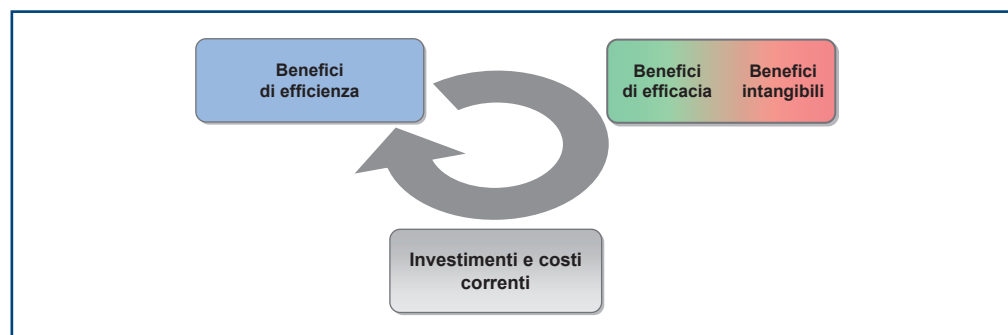 Benefici
di efficienza
Benefici
di efficacia
Benefici
intangibili
Investimenti e costi
correnti